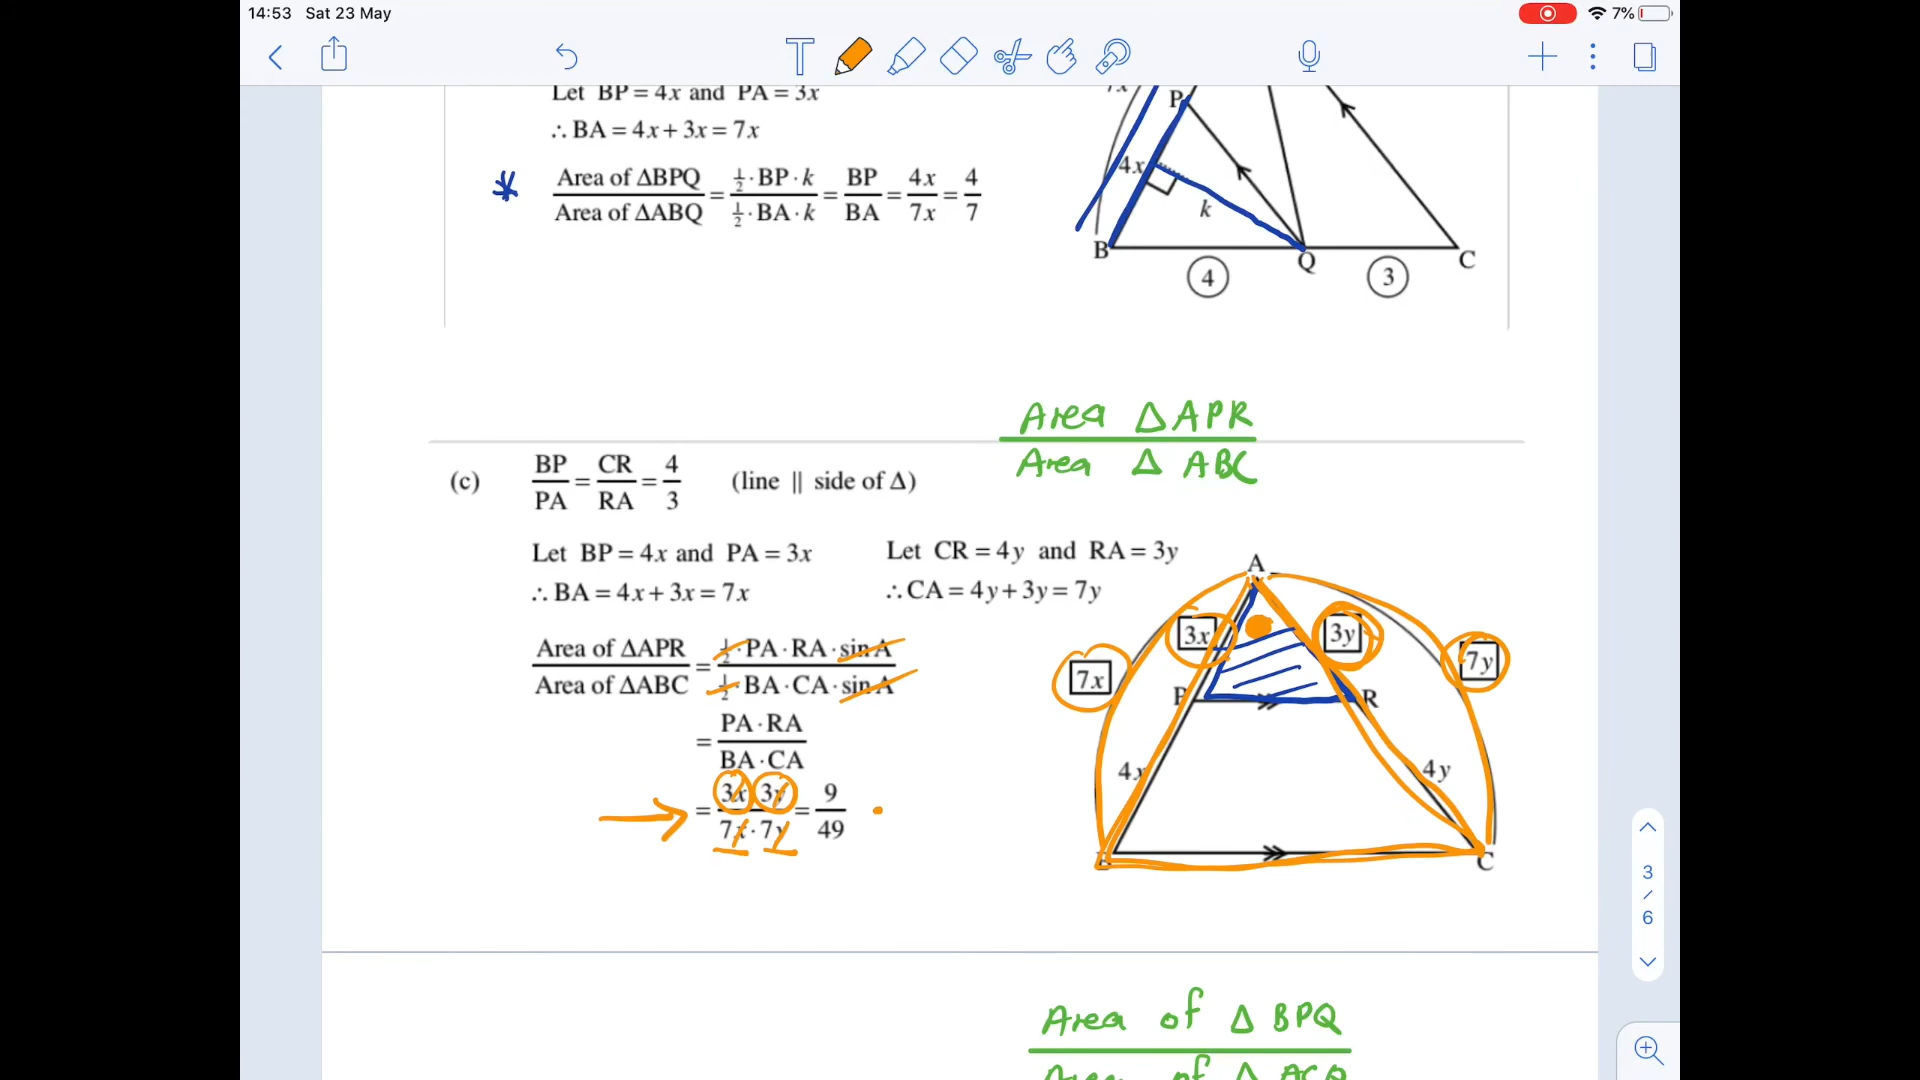 14:53 Sat 23 May 7%
Let BP = 4x and PA = 3x
∴ BA = 4x + 3x = 7x
* Area of ΔBPQ / Area of ΔABQ = ½ · BP · k / ½ · BA · k = BP / BA = 4x / 7x = 4 / 7
7x P
4x
k
B Q C
4 3
Area Δ APR
Area Δ ABC
(c) BP / PA = CR / RA = 4 / 3 (line || side of Δ)
Let BP = 4x and PA = 3x Let CR = 4y and RA = 3y
∴ BA = 4x + 3x = 7x ∴ CA = 4y + 3y = 7y
Area of ΔAPR / Area of ΔABC = ½ · PA · RA · sin A / ½ · BA · CA · sin A
= PA · RA / BA · CA
= 3x · 3y / 7x · 7y = 9 / 49
A
3x 3y
7x 7y
P R
4x 4y
B C
3
/
6
Area of Δ BPQ
Area of Δ ACQ